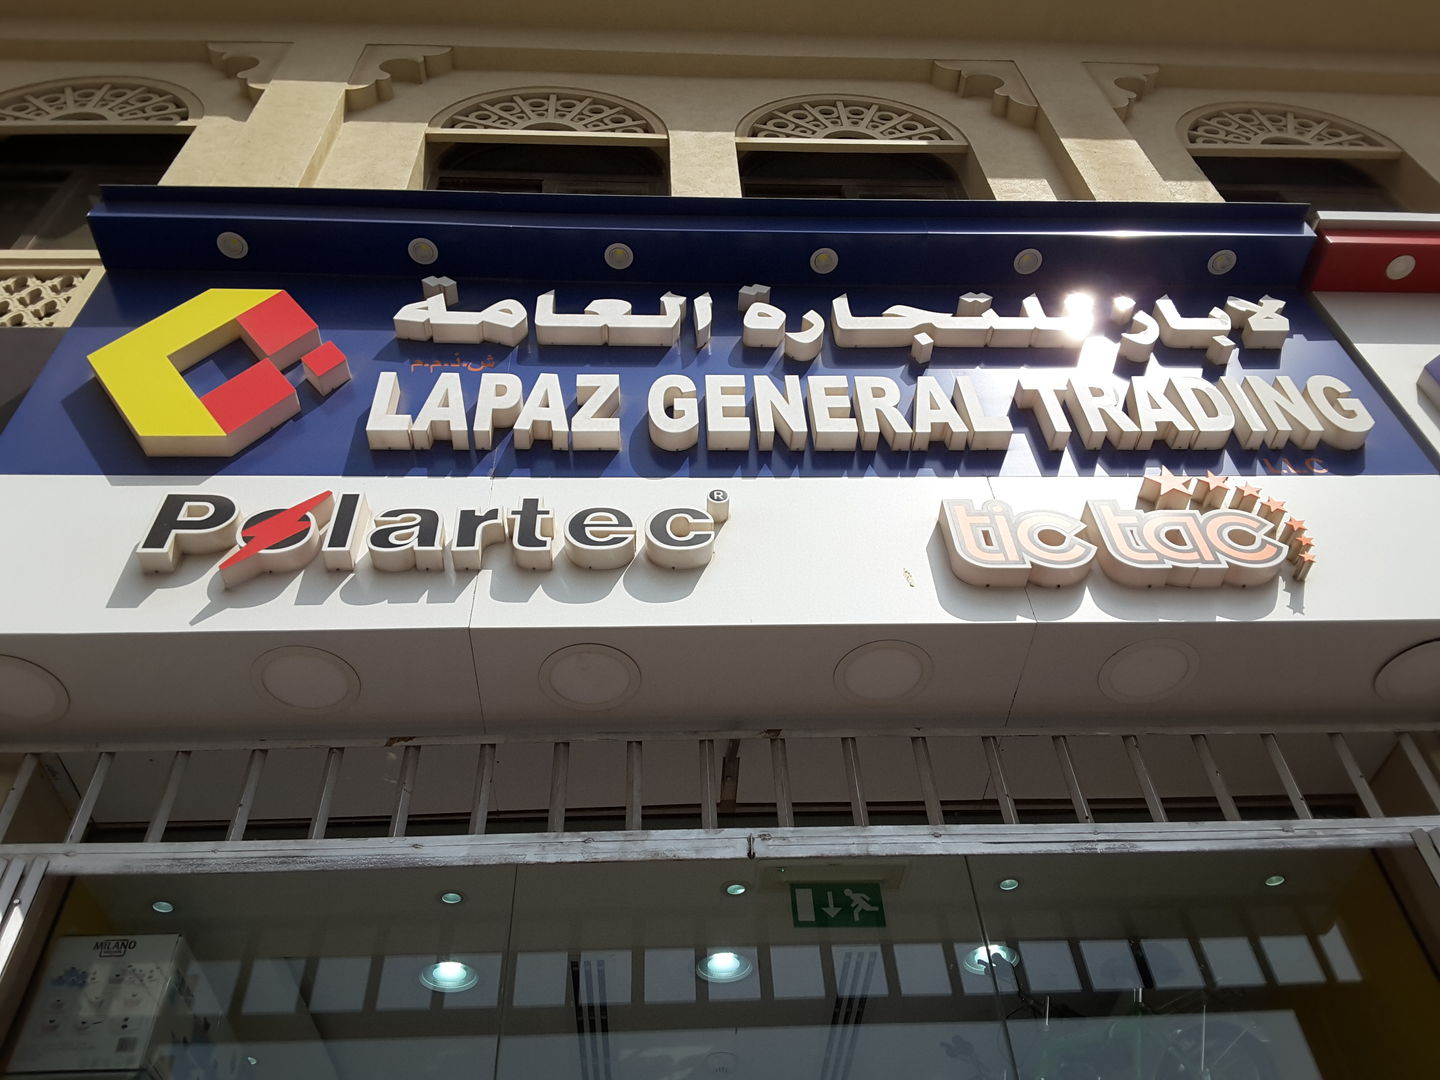 لاباز للتجارة العامة
ش.ذ.م.م
LAPAZ GENERAL TRADING
L.L.C
Polartec®
tic tac
MILANO